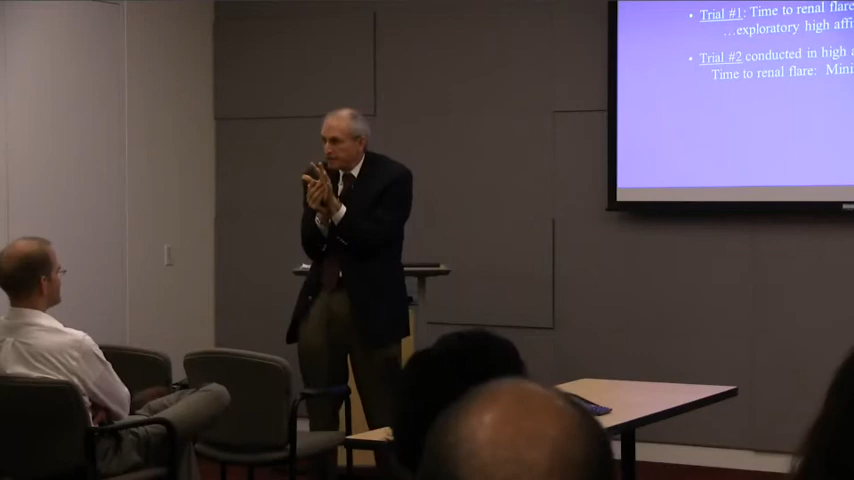 • Trial #1: Time to renal flare
...exploratory high affi
• Trial #2 conducted in high a
Time to renal flare: Mini